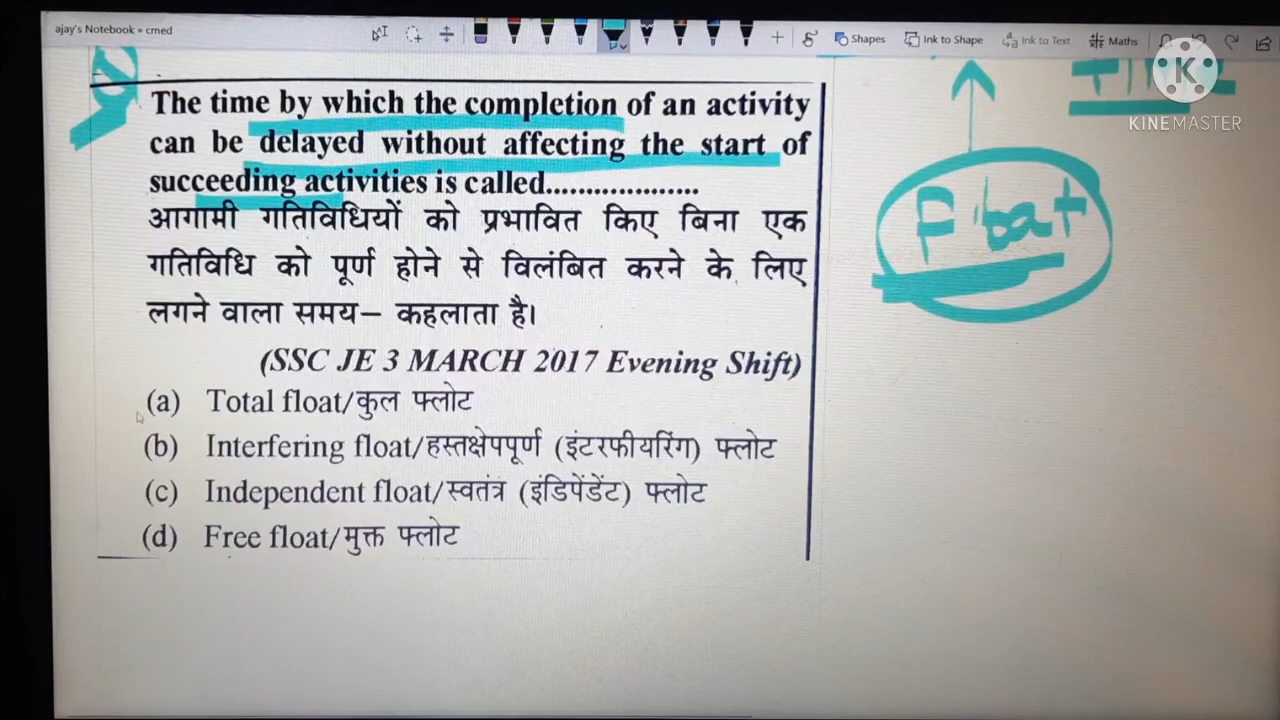 ajay's Notebook » cmed
Shapes
Ink to Shape
Ink to Text
Maths
K
KINEMASTER
The time by which the completion of an activity
can be delayed without affecting the start of
succeeding activities is called...................
आगामी गतिविधियों को प्रभावित किए बिना एक
गतिविधि को पूर्ण होने से विलंबित करने के लिए
लगने वाला समय– कहलाता है।
(SSC JE 3 MARCH 2017 Evening Shift)
(a) Total float/कुल फ्लोट
(b) Interfering float/हस्तक्षेपपूर्ण (इंटरफीयरिंग) फ्लोट
(c) Independent float/स्वतंत्र (इंडिपेंडेंट) फ्लोट
(d) Free float/मुक्त फ्लोट
Float